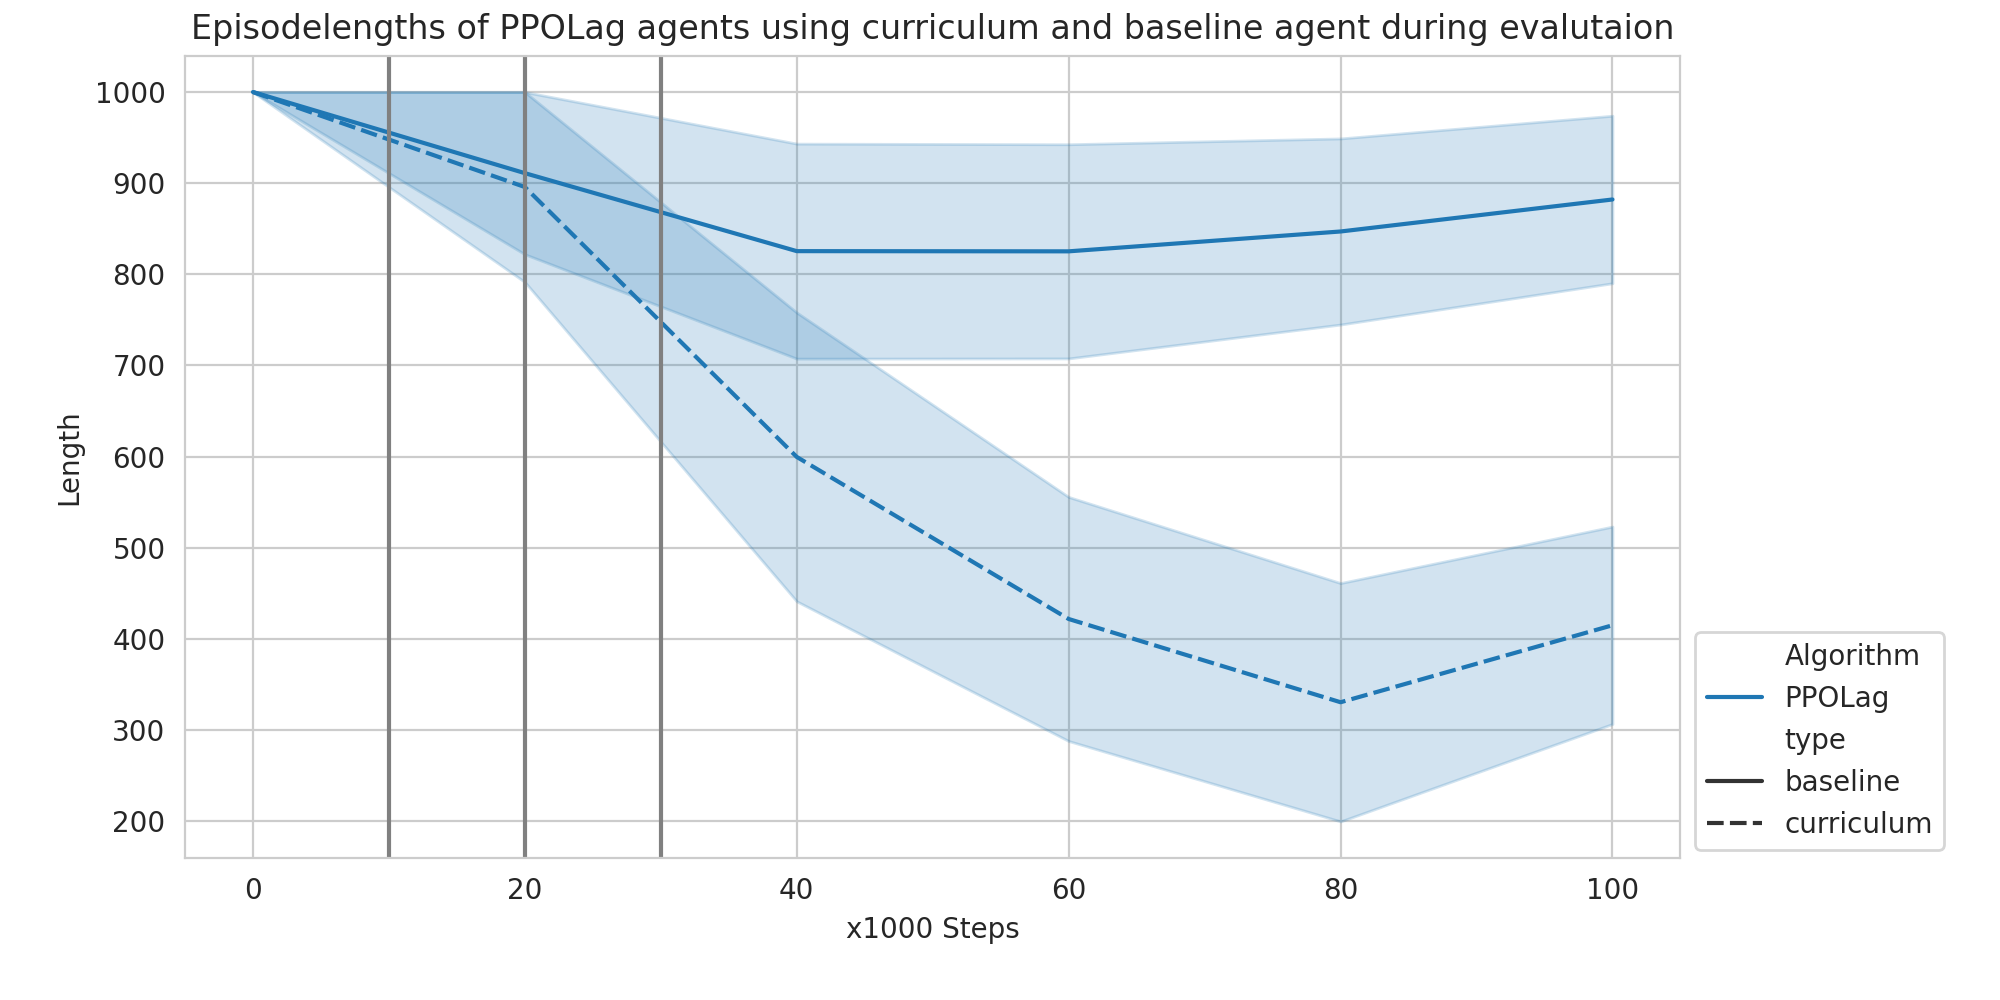 Episodelengths of PPOLag agents using curriculum and baseline agent during evalutaion
1000
900
800
700
600
500
400
300
200
Length
0 20 40 60 80 100
x1000 Steps
Algorithm
PPOLag
type
baseline
curriculum